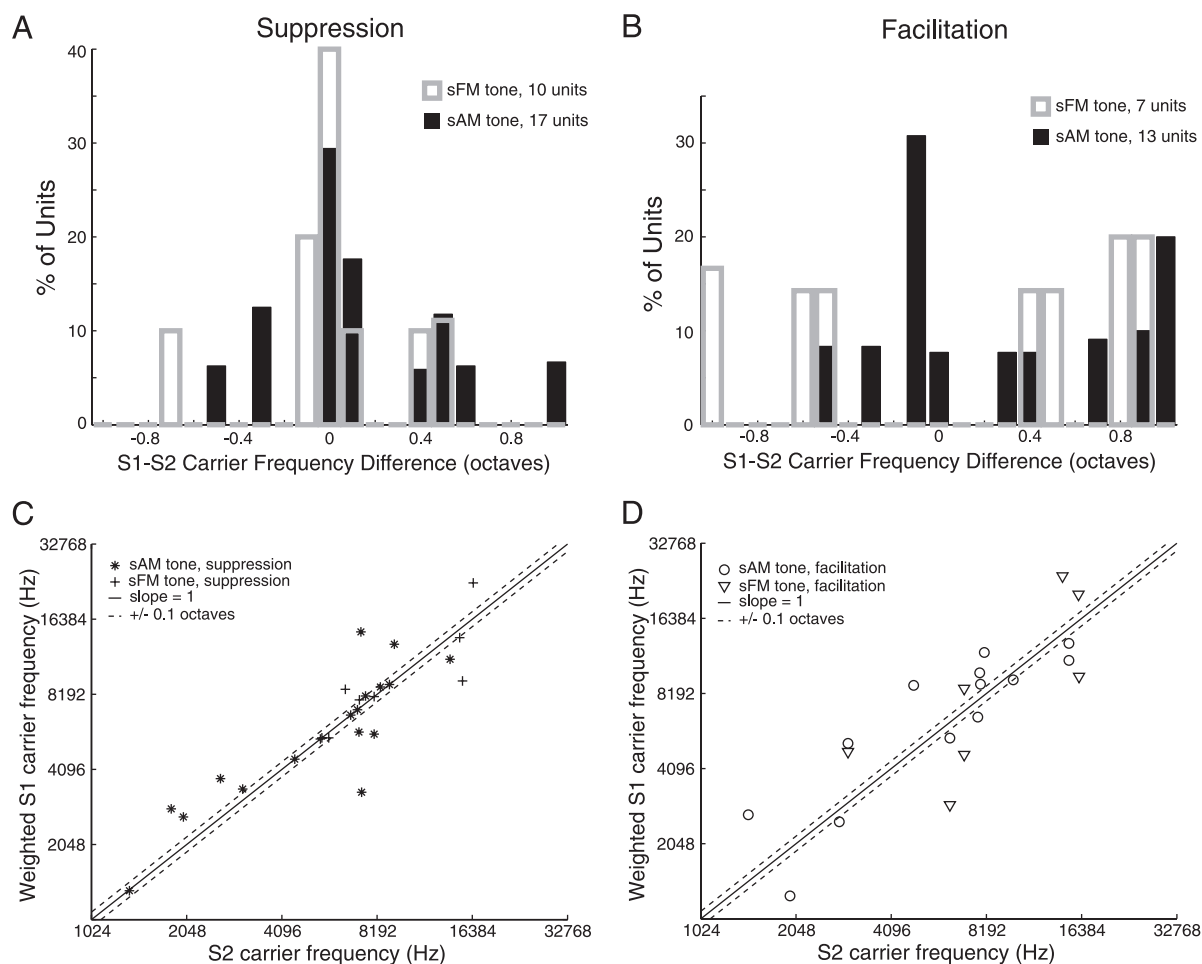 A
Suppression
40
30
20
10
0
% of Units
sFM tone, 10 units
sAM tone, 17 units
-0.8
-0.4
0
0.4
0.8
S1-S2 Carrier Frequency Difference (octaves)
B
Facilitation
30
20
10
0
% of Units
sFM tone, 7 units
sAM tone, 13 units
-0.8
-0.4
0
0.4
0.8
S1-S2 Carrier Frequency Difference (octaves)
C
32768
16384
8192
4096
2048
Weighted S1 carrier frequency (Hz)
sAM tone, suppression
sFM tone, suppression
slope = 1
+/- 0.1 octaves
1024
2048
4096
8192
16384
32768
S2 carrier frequency (Hz)
D
32768
16384
8192
4096
2048
Weighted S1 carrier frequency (Hz)
sAM tone, facilitation
sFM tone, facilitation
slope = 1
+/- 0.1 octaves
1024
2048
4096
8192
16384
32768
S2 carrier frequency (Hz)